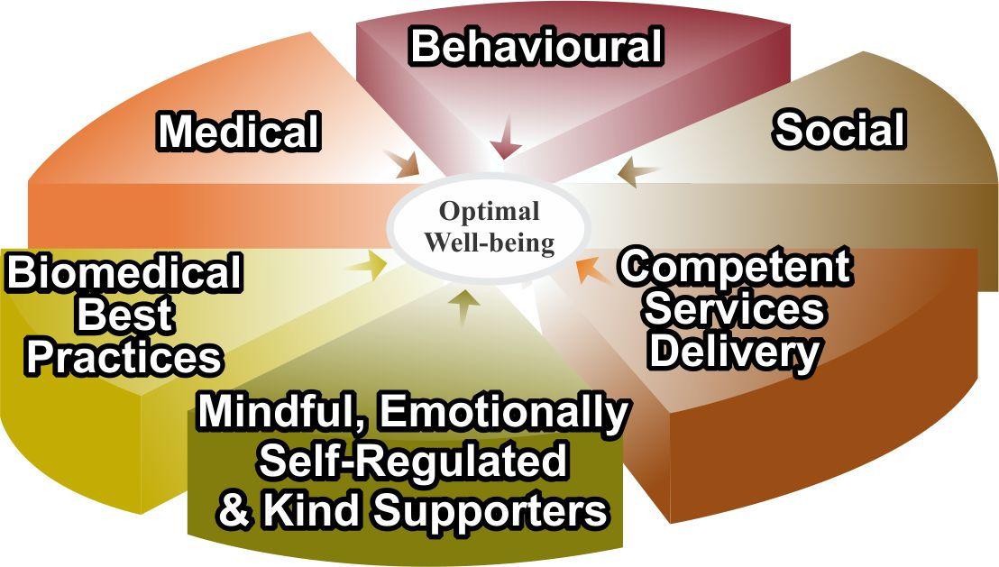 Behavioural
Medical
Social
Optimal
Well-being
Biomedical
Best
Practices
Competent
Services
Delivery
Mindful, Emotionally
Self-Regulated
& Kind Supporters